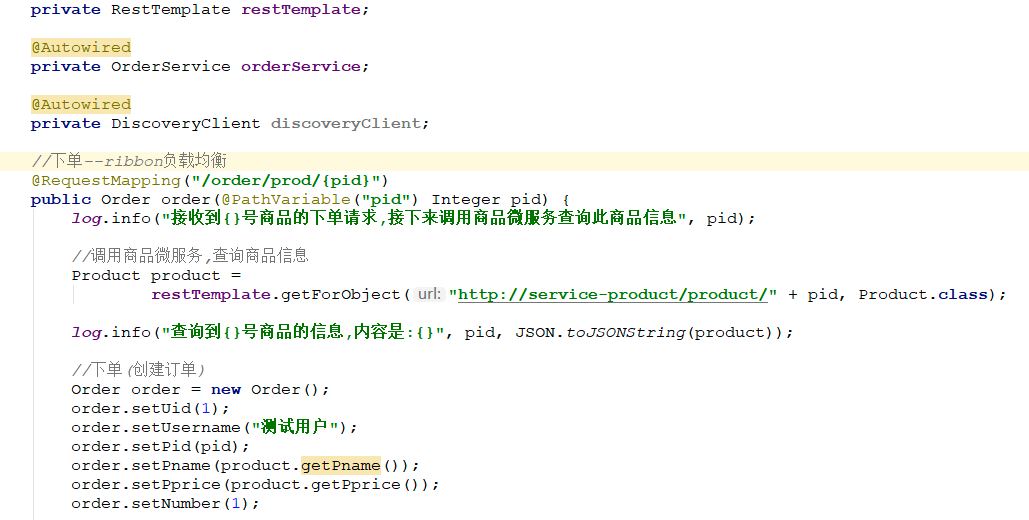 private RestTemplate restTemplate;
@Autowired
private OrderService orderService;
@Autowired
private DiscoveryClient discoveryClient;
//下单--ribbon负载均衡
@RequestMapping("/order/prod/{pid}")
public Order order(@PathVariable("pid") Integer pid) {
log.info("接收到{}号商品的下单请求,接下来调用商品微服务查询此商品信息", pid);
//调用商品微服务,查询商品信息
Product product =
restTemplate.getForObject( url: "http://service-product/product/" + pid, Product.class);
log.info("查询到{}号商品的信息,内容是:{}", pid, JSON.toJSONString(product));
//下单(创建订单)
Order order = new Order();
order.setUid(1);
order.setUsername("测试用户");
order.setPid(pid);
order.setPname(product.getPname());
order.setPprice(product.getPprice());
order.setNumber(1);